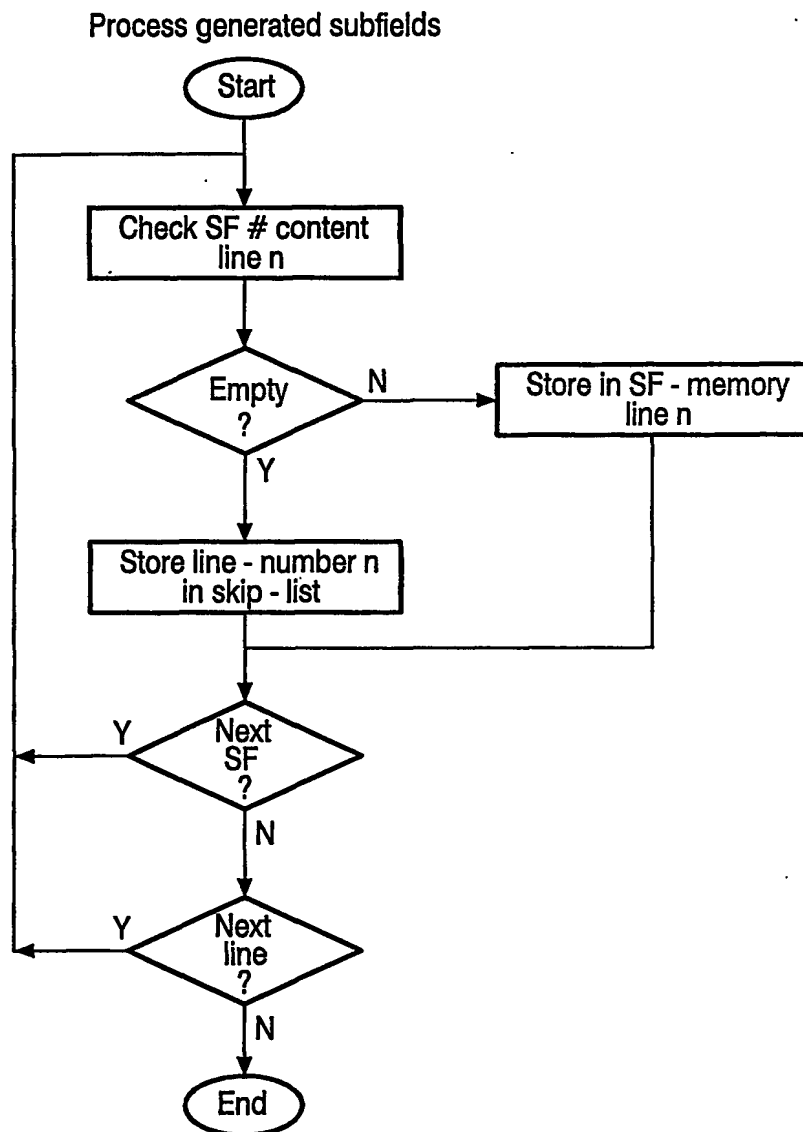 Process generated subfields
Start
Check SF # content
line n
Empty
?
N
Store in SF - memory
line n
Y
Store line - number n
in skip - list
Y
Next
SF
?
N
Y
Next
line
?
N
End